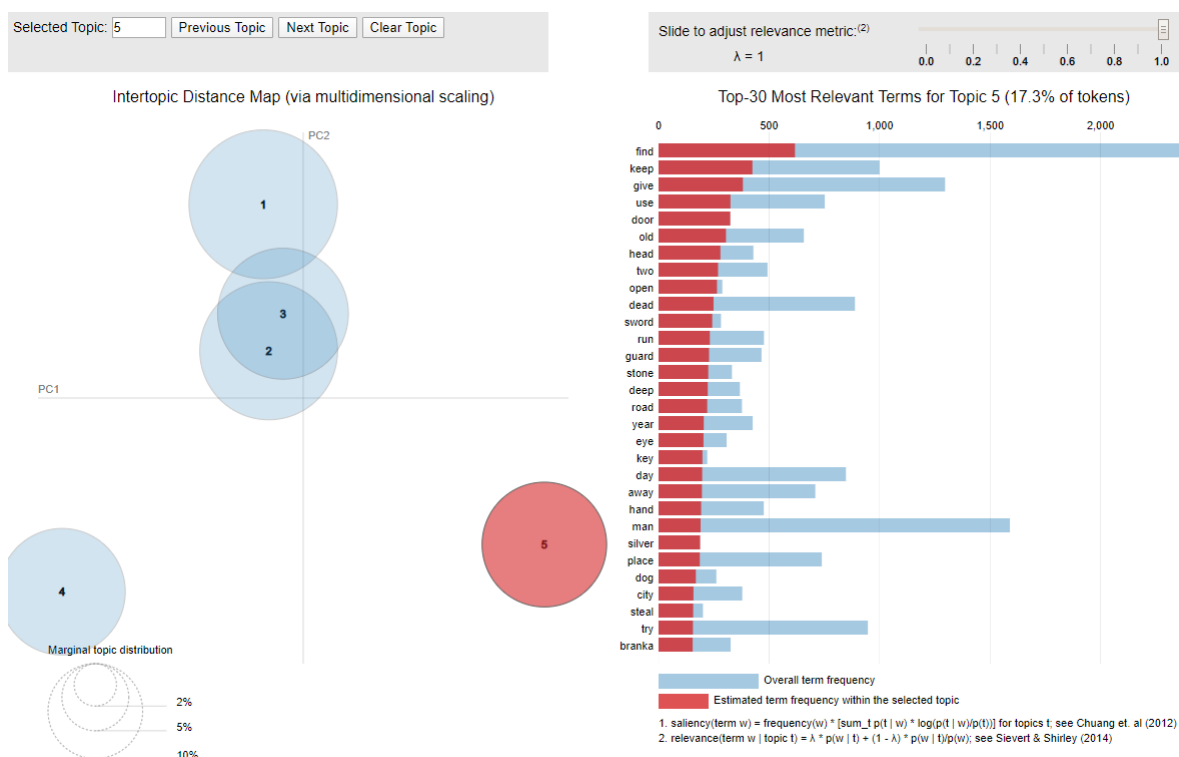 Selected Topic: 5 Previous Topic Next Topic Clear Topic
Slide to adjust relevance metric:(2)
λ = 1
0.0 0.2 0.4 0.6 0.8 1.0
Intertopic Distance Map (via multidimensional scaling)
PC2
PC1
1
3
2
5
4
Marginal topic distribution
2%
5%
10%
Top-30 Most Relevant Terms for Topic 5 (17.3% of tokens)
0 500 1,000 1,500 2,000
find
keep
give
use
door
old
head
two
open
dead
sword
run
guard
stone
deep
road
year
eye
key
day
away
hand
man
silver
place
dog
city
steal
try
branka
Overall term frequency
Estimated term frequency within the selected topic
1. saliency(term w) = frequency(w) * [sum_t p(t | w) * log(p(t | w)/p(t))] for topics t; see Chuang et. al (2012)
2. relevance(term w | topic t) = λ * p(w | t) + (1 - λ) * p(w | t)/p(w); see Sievert & Shirley (2014)